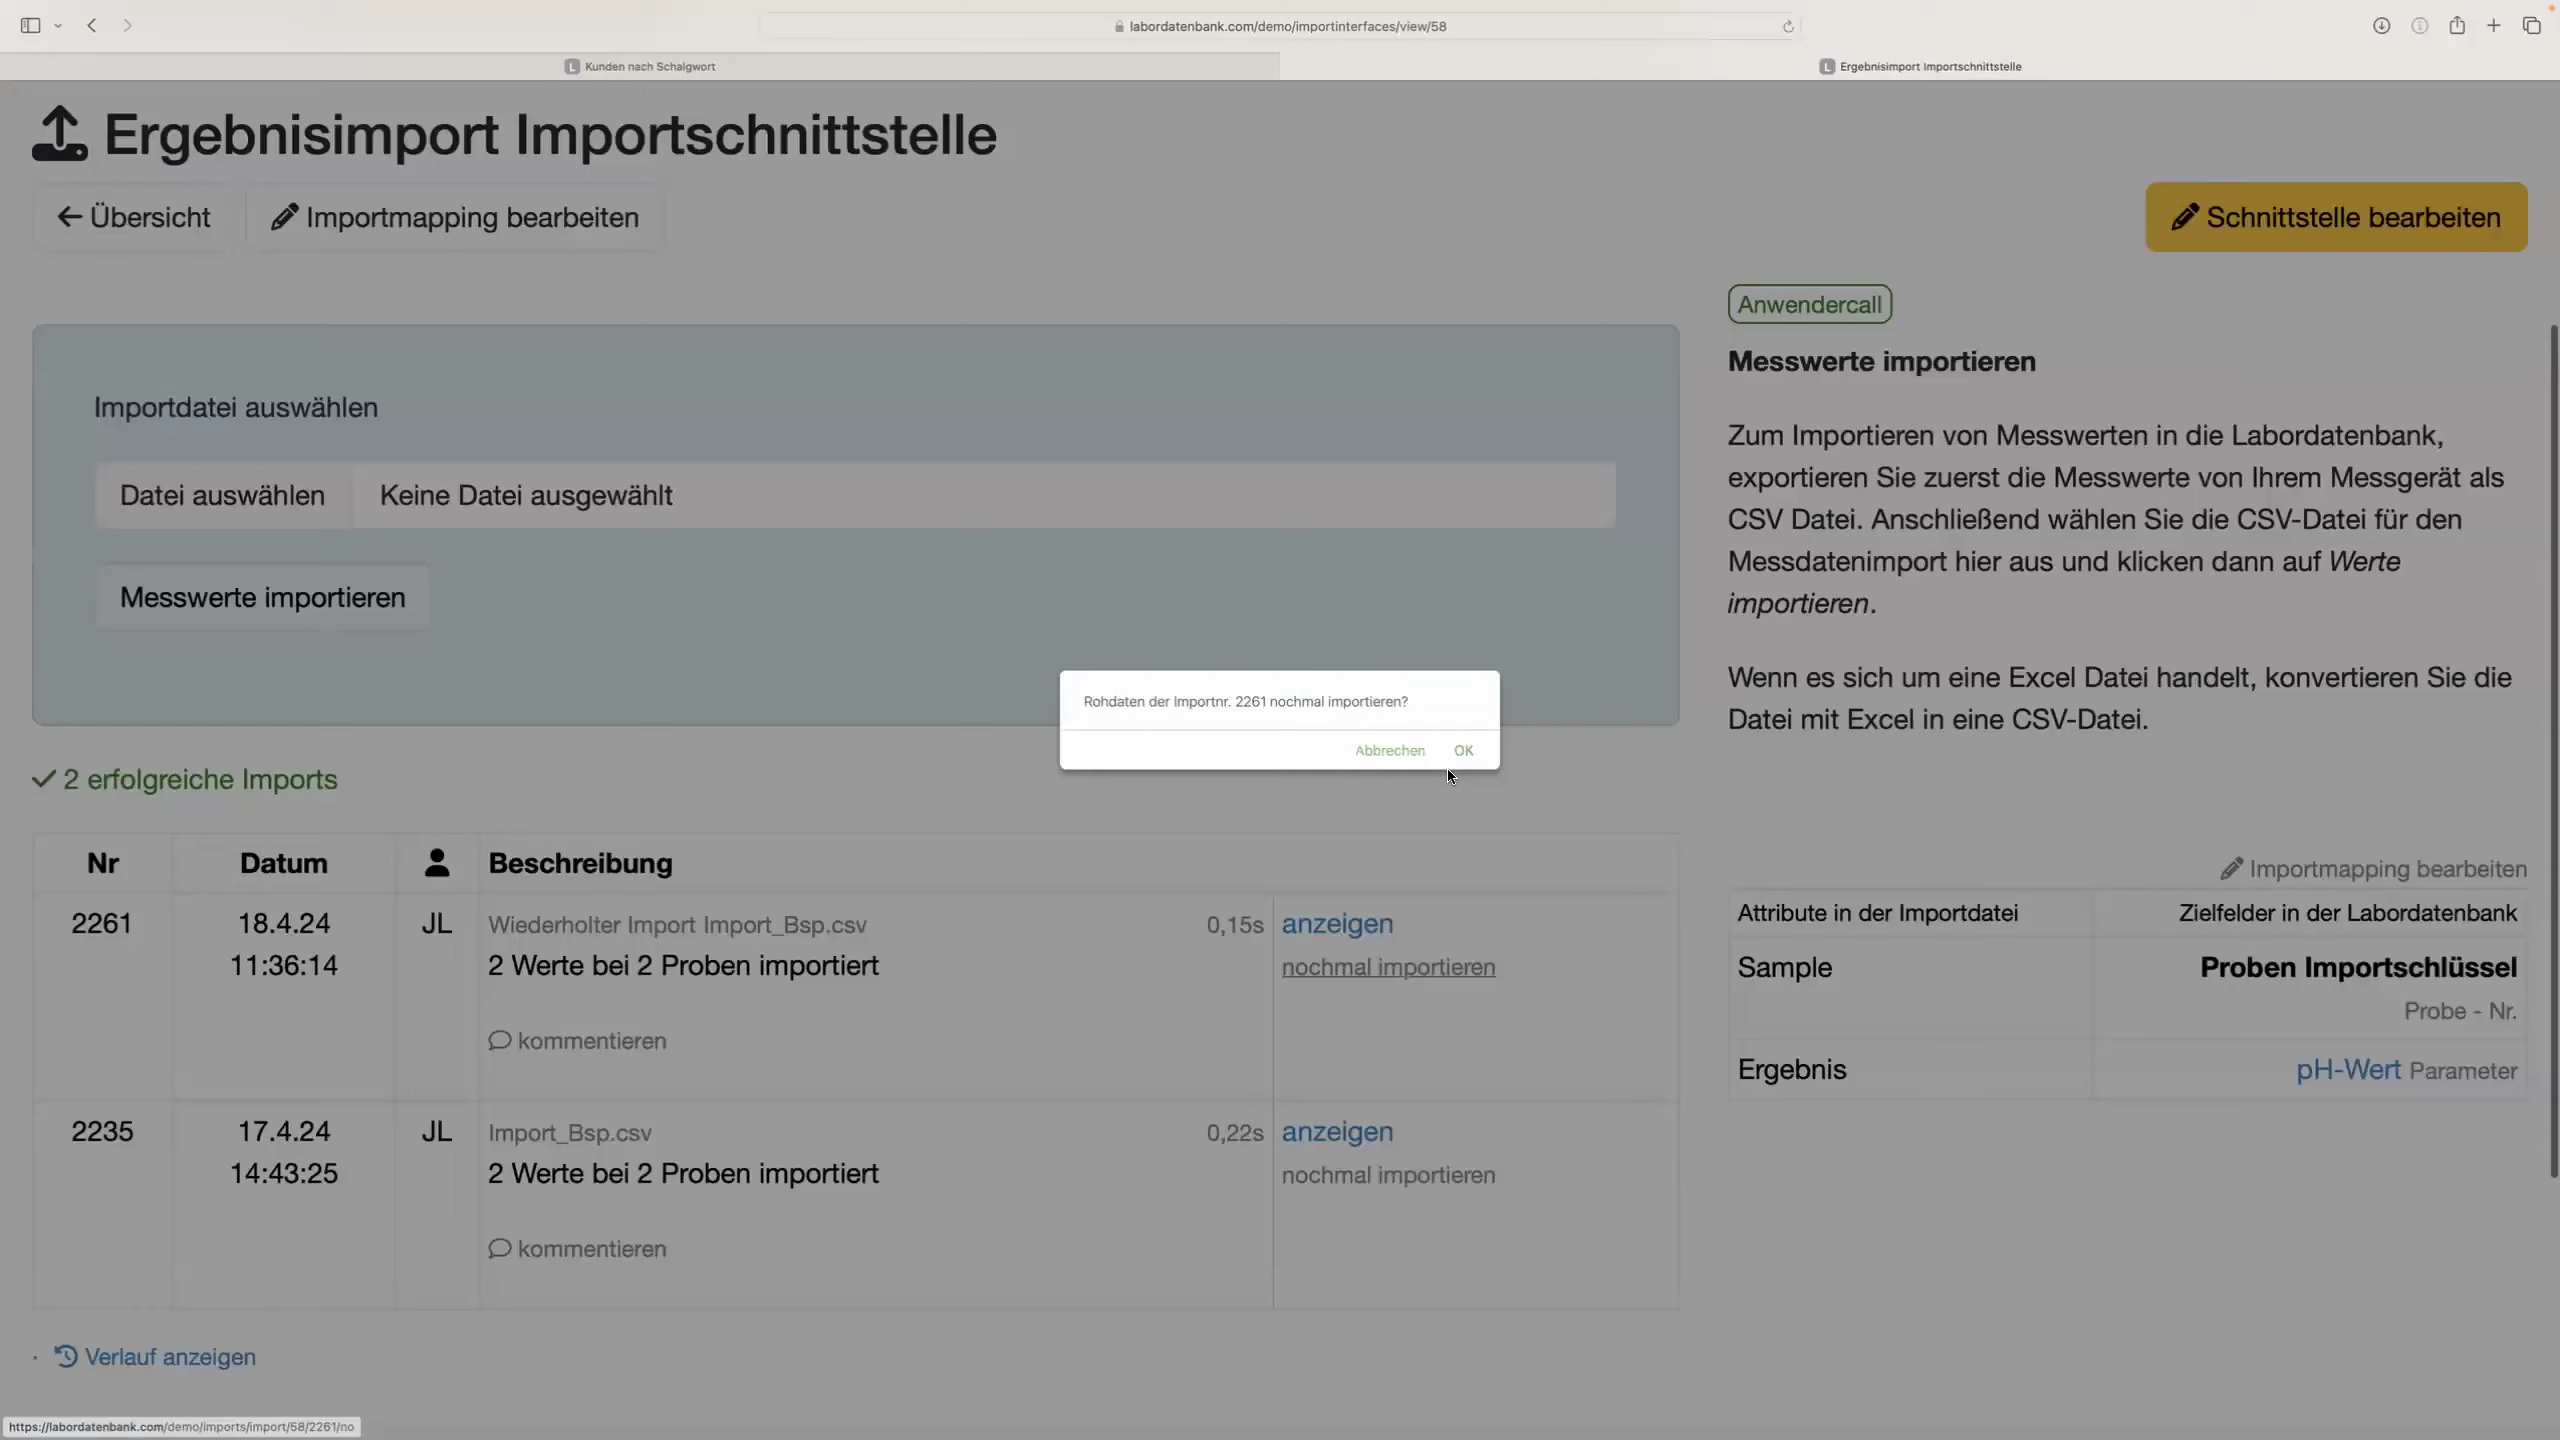 labordatenbank.com/demo/importinterfaces/view/58
L Kunden nach Schalgwort
L Ergebnisimport Importschnittstelle
Ergebnisimport Importschnittstelle
Übersicht
Importmapping bearbeiten
Schnittstelle bearbeiten
Importdatei auswählen
Datei auswählen Keine Datei ausgewählt
Messwerte importieren
Anwendercall
Messwerte importieren
Zum Importieren von Messwerten in die Labordatenbank,
exportieren Sie zuerst die Messwerte von Ihrem Messgerät als
CSV Datei. Anschließend wählen Sie die CSV-Datei für den
Messdatenimport hier aus und klicken dann auf Werte
importieren.
Wenn es sich um eine Excel Datei handelt, konvertieren Sie die
Datei mit Excel in eine CSV-Datei.
Rohdaten der Importnr. 2261 nochmal importieren?
Abbrechen OK
2 erfolgreiche Imports
Nr Datum Beschreibung
2261 18.4.24 JL Wiederholter Import Import_Bsp.csv 0,15s anzeigen
11:36:14 2 Werte bei 2 Proben importiert nochmal importieren
kommentieren
2235 17.4.24 JL Import_Bsp.csv 0,22s anzeigen
14:43:25 2 Werte bei 2 Proben importiert nochmal importieren
kommentieren
Importmapping bearbeiten
Attribute in der Importdatei Zielfelder in der Labordatenbank
Sample Proben Importschlüssel
Probe - Nr.
Ergebnis pH-Wert Parameter
· Verlauf anzeigen
https://labordatenbank.com/demo/imports/import/58/2261/no